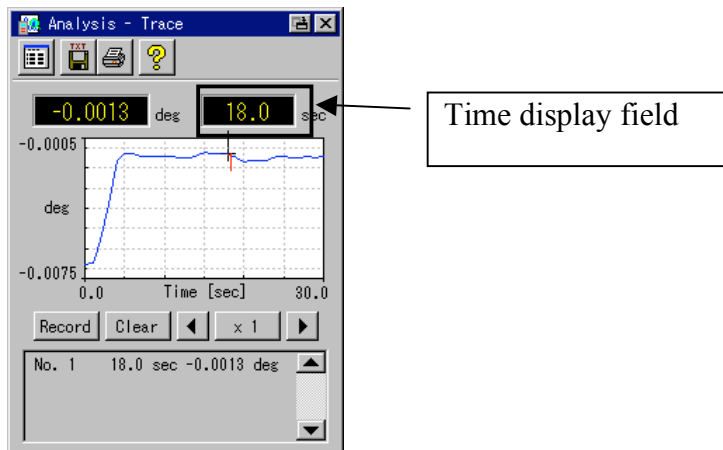 Analysis - Trace
TXT
?
-0.0013 deg 18.0 sec
Time display field
-0.0005
deg
-0.0075
0.0 Time [sec] 30.0
Record Clear x 1
No. 1 18.0 sec -0.0013 deg